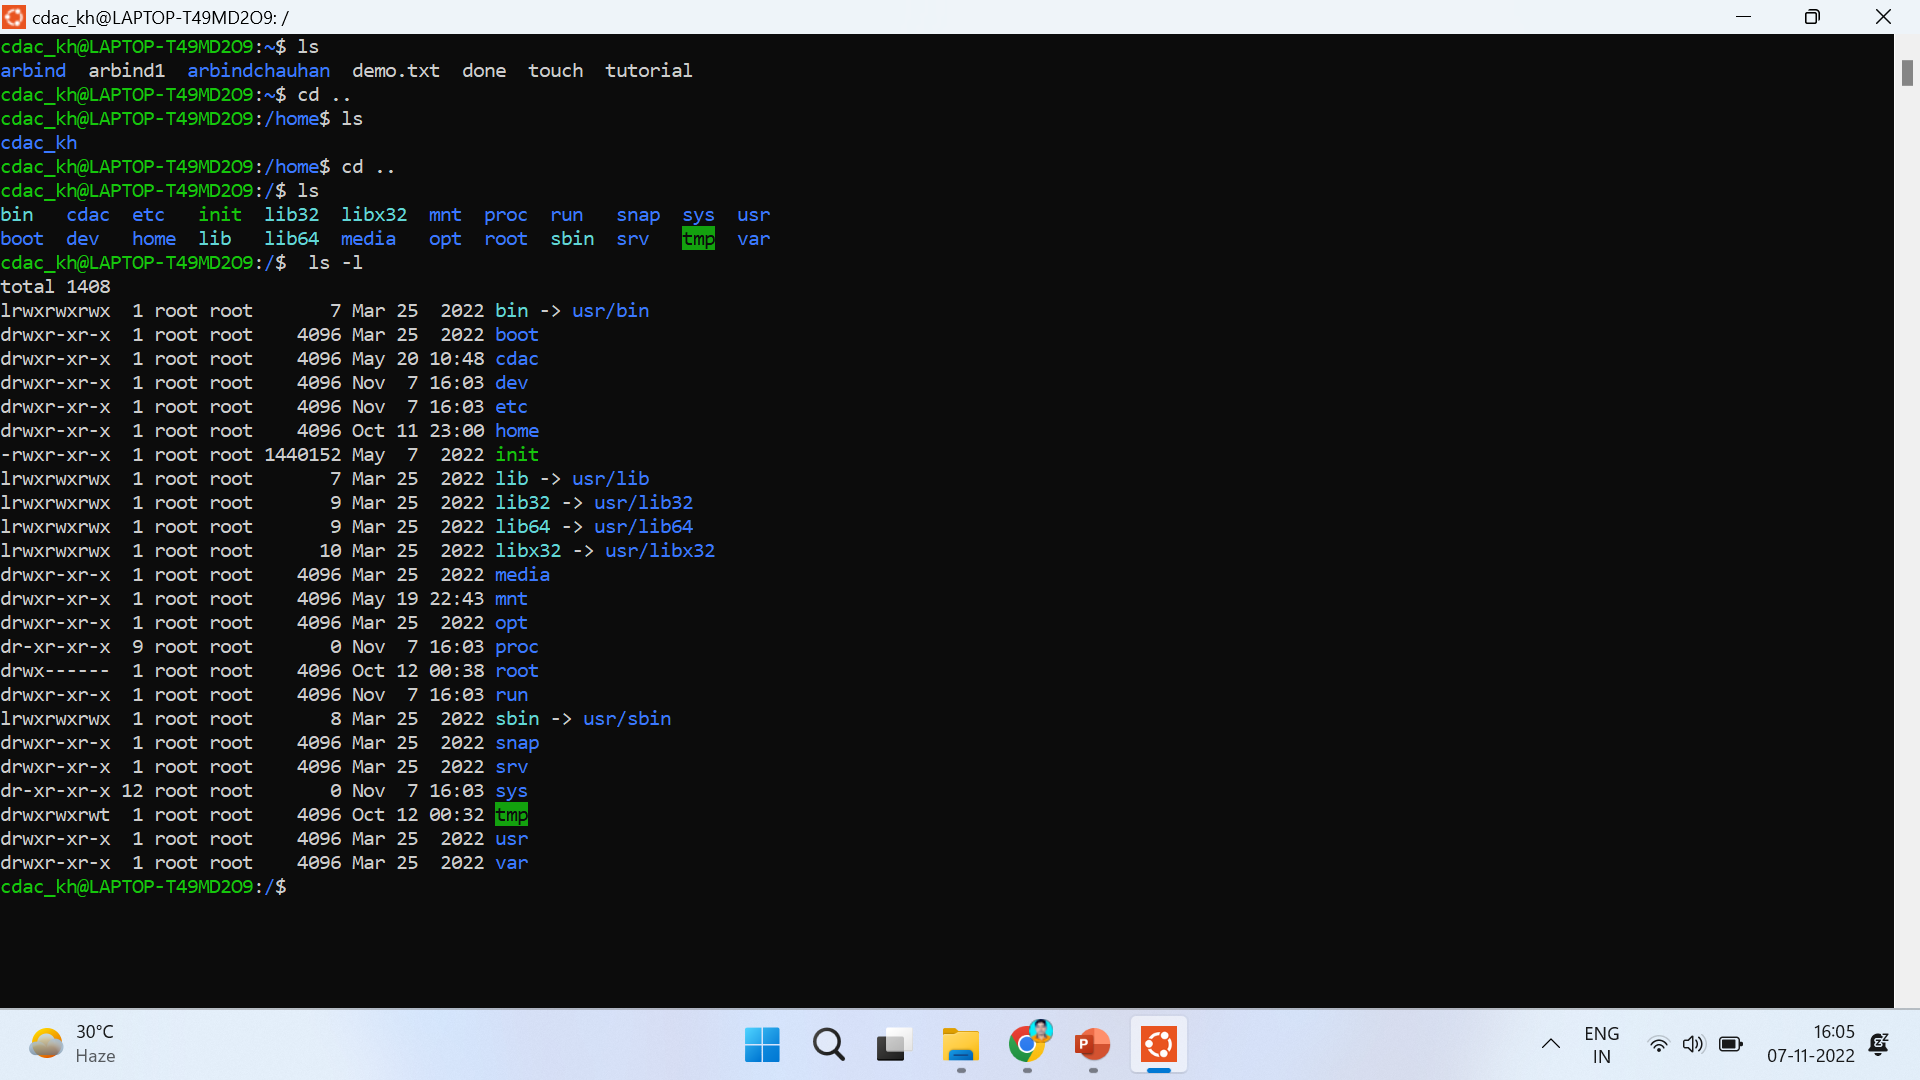 cdac_kh@LAPTOP-T49MD2O9: /
cdac_kh@LAPTOP-T49MD2O9:~$ ls
arbind  arbind1  arbindchauhan  demo.txt  done  touch  tutorial
cdac_kh@LAPTOP-T49MD2O9:~$ cd ..
cdac_kh@LAPTOP-T49MD2O9:/home$ ls
cdac_kh
cdac_kh@LAPTOP-T49MD2O9:/home$ cd ..
cdac_kh@LAPTOP-T49MD2O9:/$ ls
bin   cdac  etc   init  lib32  libx32  mnt  proc  run   snap  sys  usr
boot  dev   home  lib   lib64  media   opt  root  sbin  srv   tmp  var
cdac_kh@LAPTOP-T49MD2O9:/$  ls -l
total 1408
lrwxrwxrwx  1 root root       7 Mar 25  2022 bin -> usr/bin
drwxr-xr-x  1 root root    4096 Mar 25  2022 boot
drwxr-xr-x  1 root root    4096 May 20 10:48 cdac
drwxr-xr-x  1 root root    4096 Nov  7 16:03 dev
drwxr-xr-x  1 root root    4096 Nov  7 16:03 etc
drwxr-xr-x  1 root root    4096 Oct 11 23:00 home
-rwxr-xr-x  1 root root 1440152 May  7  2022 init
lrwxrwxrwx  1 root root       7 Mar 25  2022 lib -> usr/lib
lrwxrwxrwx  1 root root       9 Mar 25  2022 lib32 -> usr/lib32
lrwxrwxrwx  1 root root       9 Mar 25  2022 lib64 -> usr/lib64
lrwxrwxrwx  1 root root      10 Mar 25  2022 libx32 -> usr/libx32
drwxr-xr-x  1 root root    4096 Mar 25  2022 media
drwxr-xr-x  1 root root    4096 May 19 22:43 mnt
drwxr-xr-x  1 root root    4096 Mar 25  2022 opt
dr-xr-xr-x  9 root root       0 Nov  7 16:03 proc
drwx------  1 root root    4096 Oct 12 00:38 root
drwxr-xr-x  1 root root    4096 Nov  7 16:03 run
lrwxrwxrwx  1 root root       8 Mar 25  2022 sbin -> usr/sbin
drwxr-xr-x  1 root root    4096 Mar 25  2022 snap
drwxr-xr-x  1 root root    4096 Mar 25  2022 srv
dr-xr-xr-x 12 root root       0 Nov  7 16:03 sys
drwxrwxrwt  1 root root    4096 Oct 12 00:32 tmp
drwxr-xr-x  1 root root    4096 Mar 25  2022 usr
drwxr-xr-x  1 root root    4096 Mar 25  2022 var
cdac_kh@LAPTOP-T49MD2O9:/$
30°C
Haze
P
ENG
IN
16:05
07-11-2022